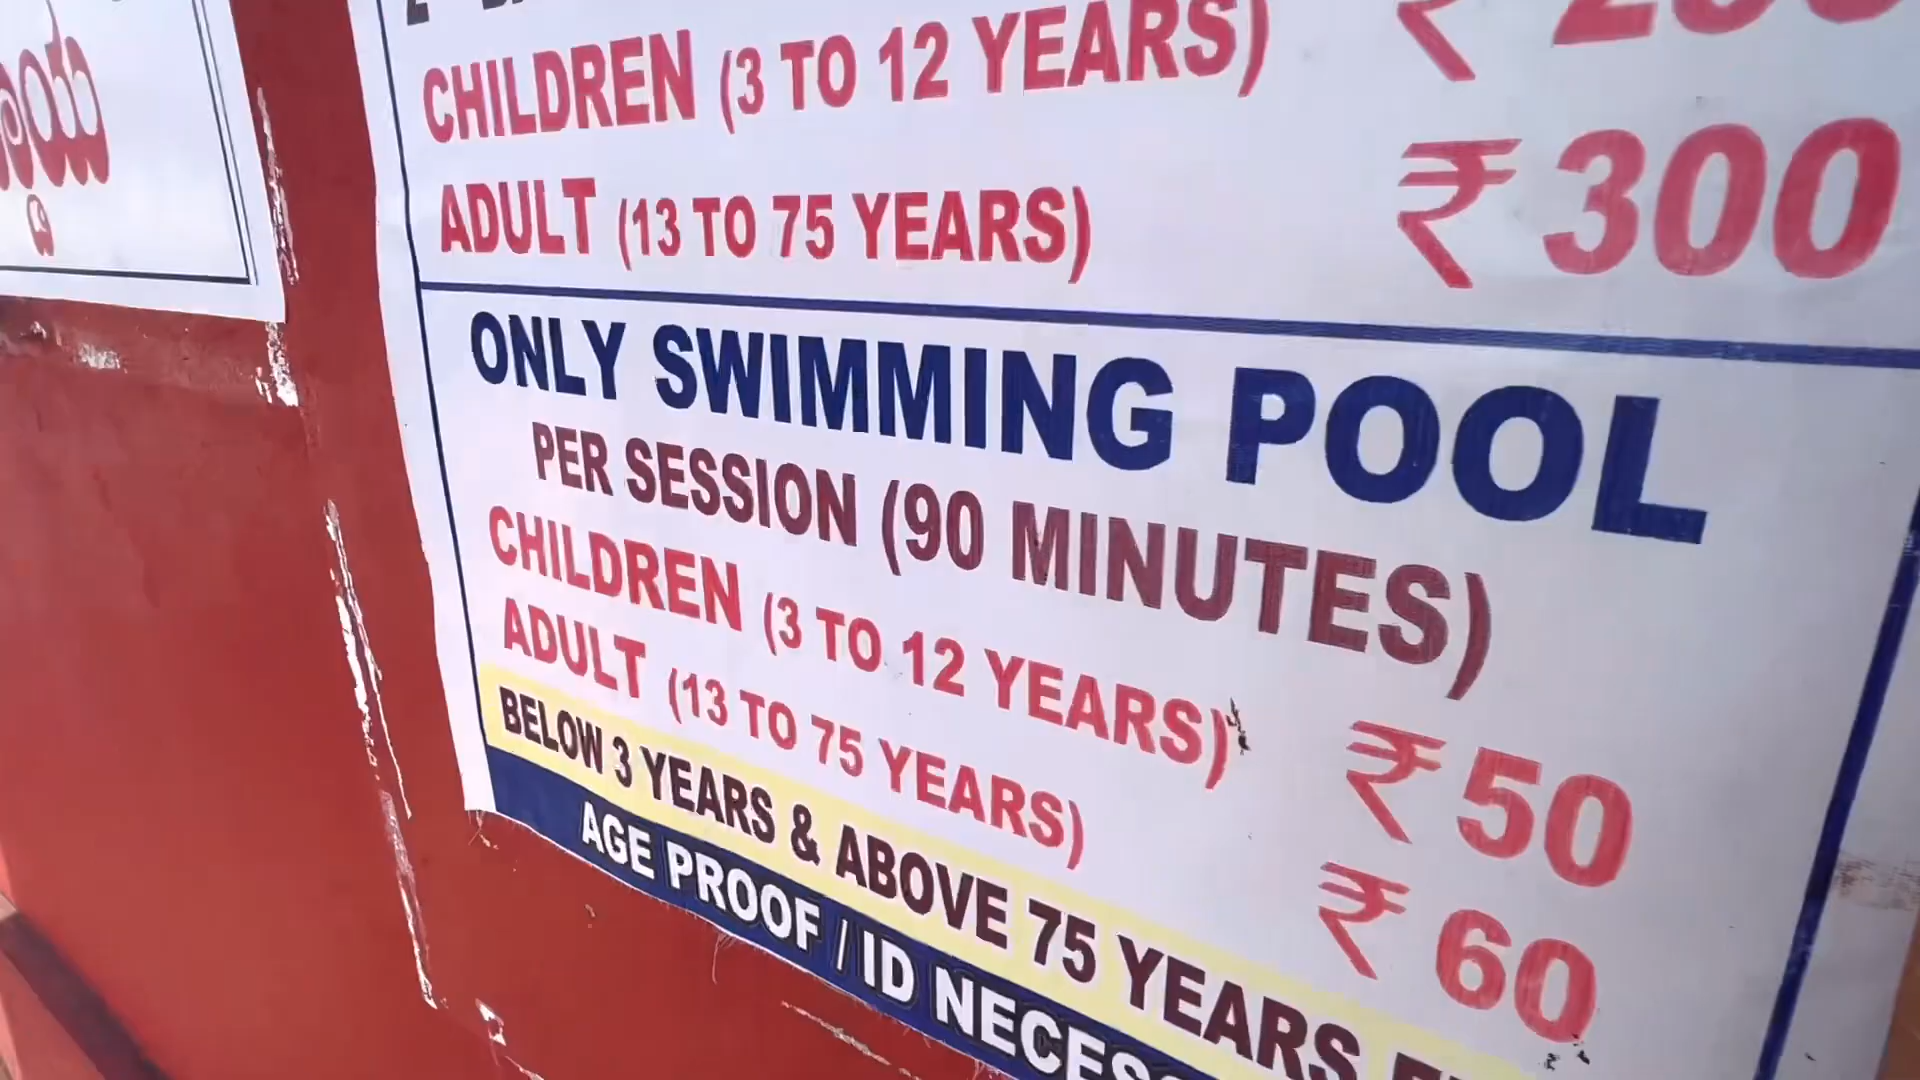 CHILDREN (3 TO 12 YEARS)
ADULT (13 TO 75 YEARS) ₹ 300
ONLY SWIMMING POOL
PER SESSION (90 MINUTES)
CHILDREN (3 TO 12 YEARS) ₹ 50
ADULT (13 TO 75 YEARS) ₹ 60
BELOW 3 YEARS & ABOVE 75 YEARS
AGE PROOF / ID